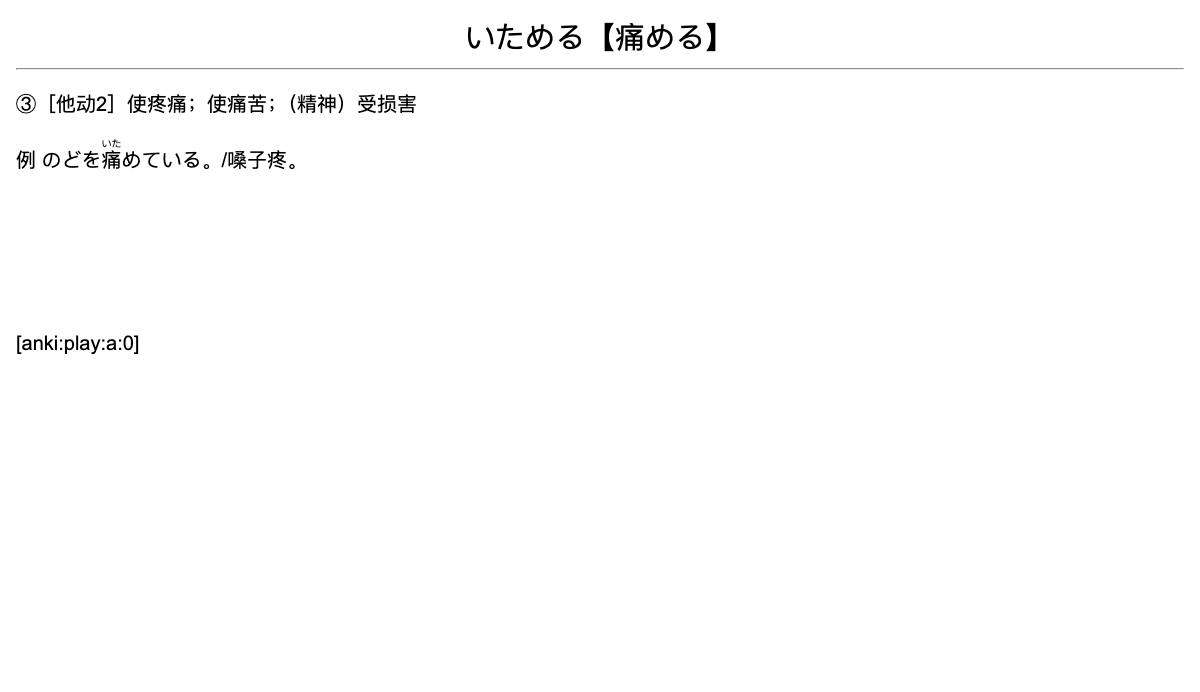 いためる【痛める】
③［他动2］使疼痛；使痛苦；（精神）受损害
いた
例 のどを痛めている。/嗓子疼。
[anki:play:a:0]